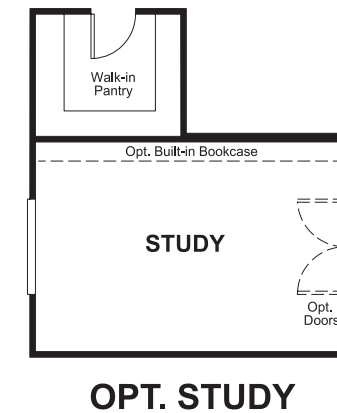 Walk-in
Pantry
Opt. Built-in Bookcase
STUDY
Opt.
Doors
OPT. STUDY